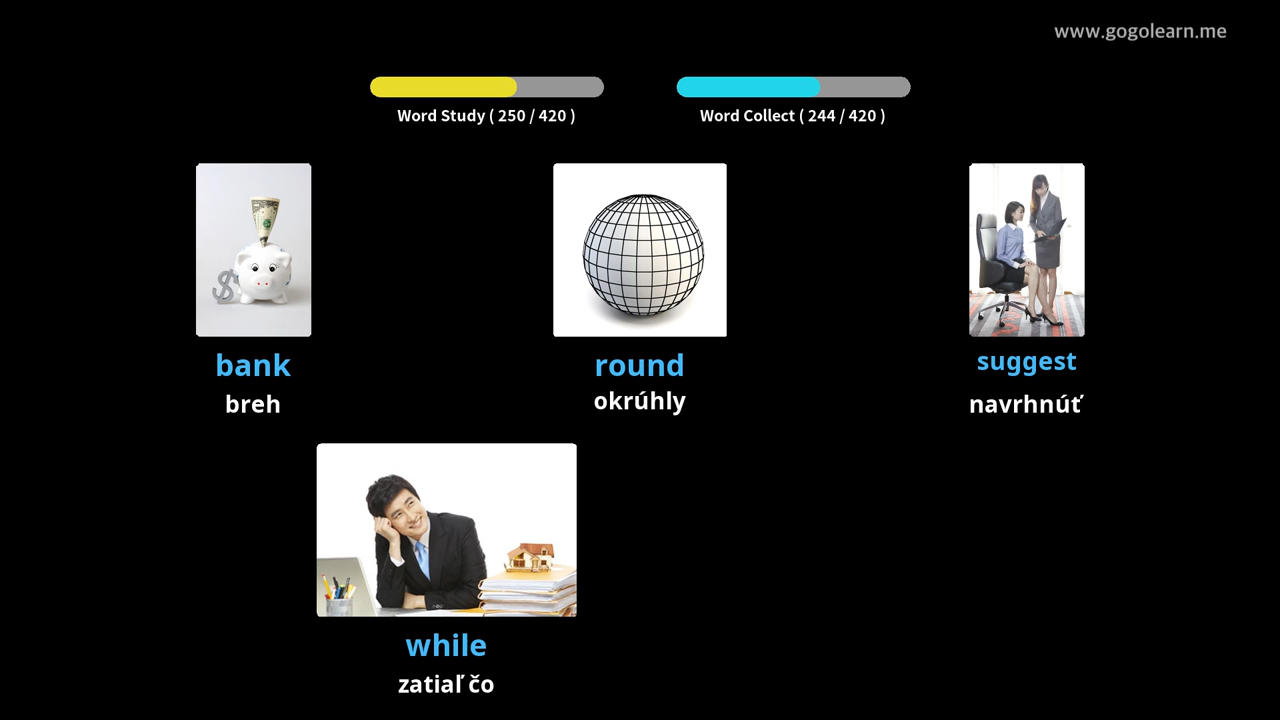 www.gogolearn.me
Word Study ( 250 / 420 )
Word Collect ( 244 / 420 )
bank
breh
round
okrúhly
suggest
navrhnúť
while
zatiaľ čo